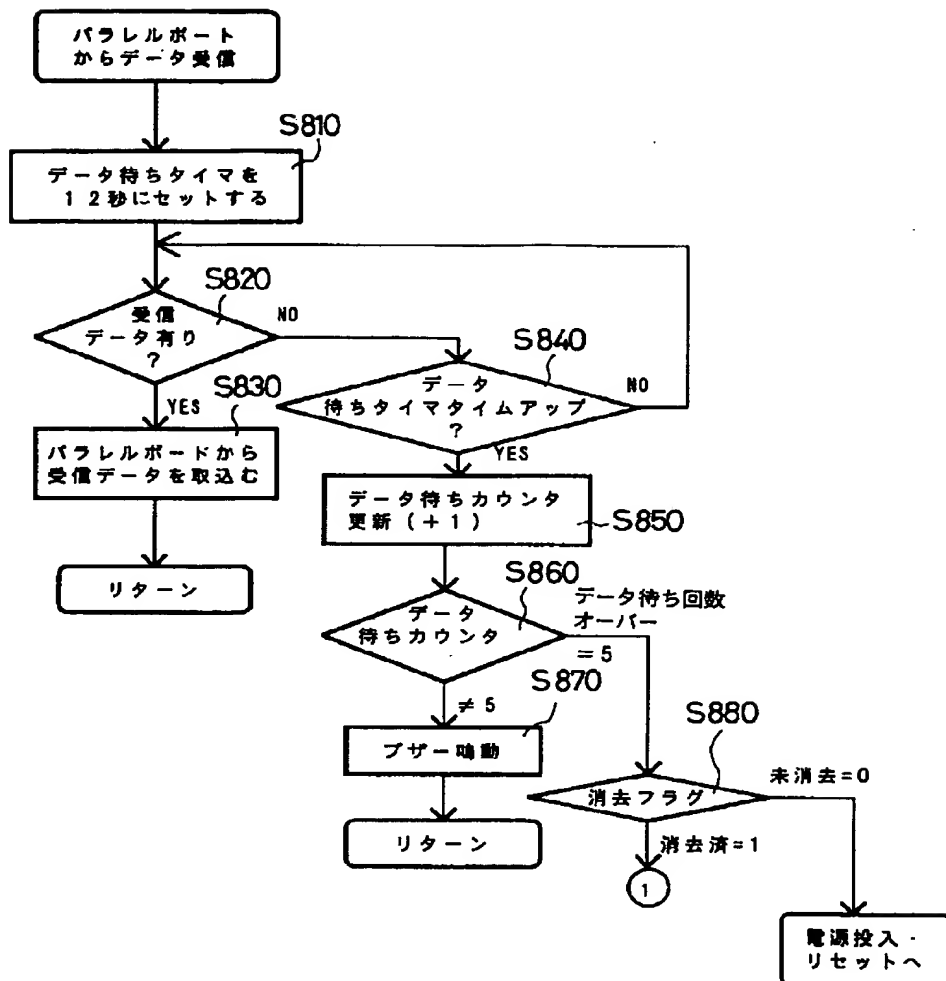 パラレルポート
からデータ受信
S810
データ待ちタイマを
12秒にセットする
S820
受信
データ有り
?
NO
YES
S830
パラレルボードから
受信データを取込む
リターン
S840
データ
待ちタイマタイムアップ
?
NO
YES
データ待ちカウンタ
更新(+1)
S850
S860
データ
待ちカウンタ
データ待ち回数
オーバー
=5
≠5
S870
ブザー鳴動
リターン
S880
消去フラグ
未消去=0
消去済=1
1
電源投入・
リセットへ